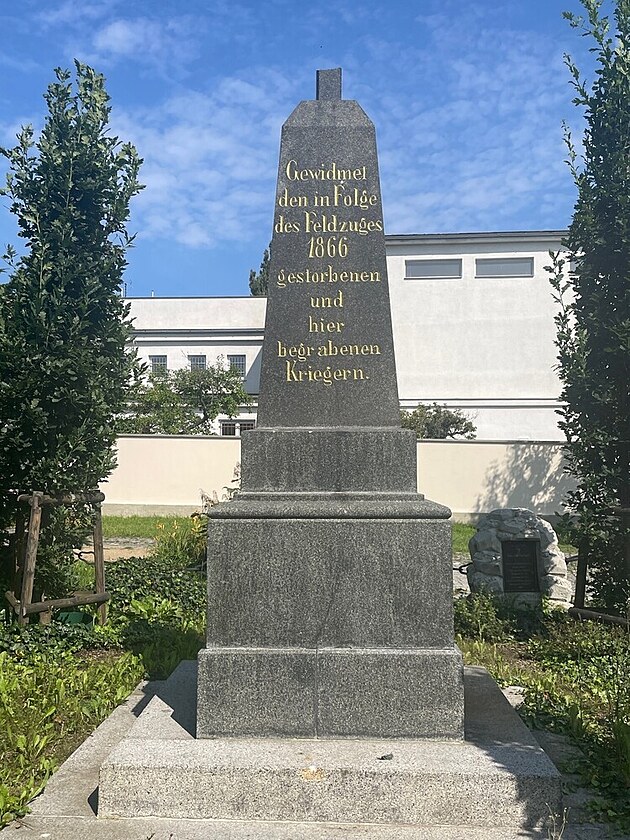 Gewidmet
den in Folge
des Feldzuges
1866
gestorbenen
und
hier
begrabenen
Kriegern.